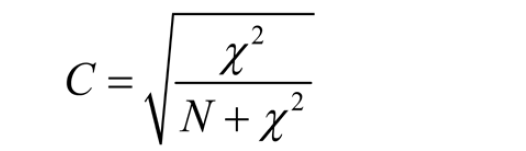 C = √(χ² / (N + χ²))